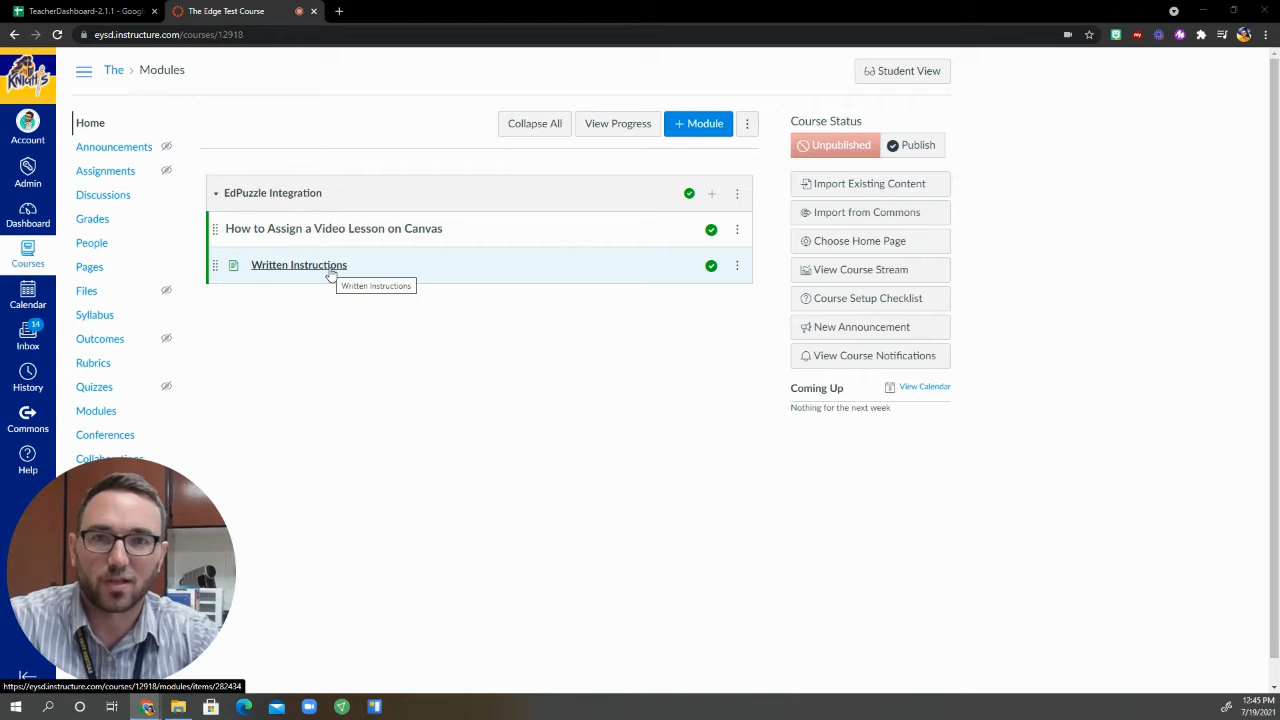 TeacherDashboard-2.1.1 - Google
The Edge Test Course
eysd.instructure.com/courses/12918
KNIGHTS
The › Modules
Student View
Account
Admin
Dashboard
Courses
Calendar
14
Inbox
History
Commons
Help
Home
Announcements
Assignments
Discussions
Grades
People
Pages
Files
Syllabus
Outcomes
Rubrics
Quizzes
Modules
Conferences
Collaborations
Collapse All
View Progress
+ Module
EdPuzzle Integration
How to Assign a Video Lesson on Canvas
Written Instructions
Written Instructions
Course Status
Unpublished
Publish
Import Existing Content
Import from Commons
Choose Home Page
View Course Stream
Course Setup Checklist
New Announcement
View Course Notifications
Coming Up
View Calendar
Nothing for the next week
https://eysd.instructure.com/courses/12918/modules/items/282434
12:45 PM
7/19/2021